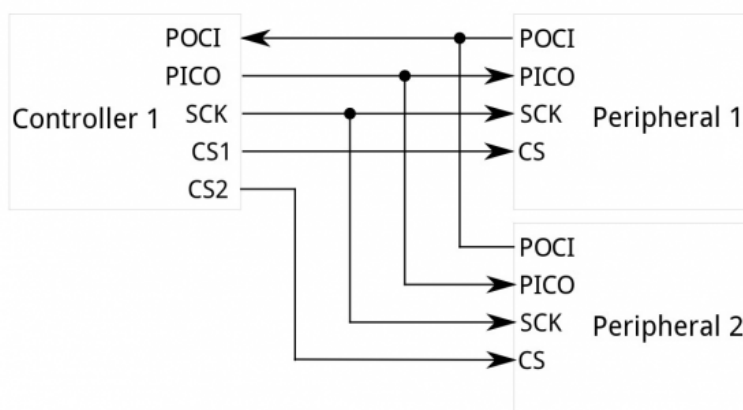 POCI
PICO
SCK
CS1
CS2
Controller 1
POCI
PICO
SCK
CS
Peripheral 1
POCI
PICO
SCK
CS
Peripheral 2